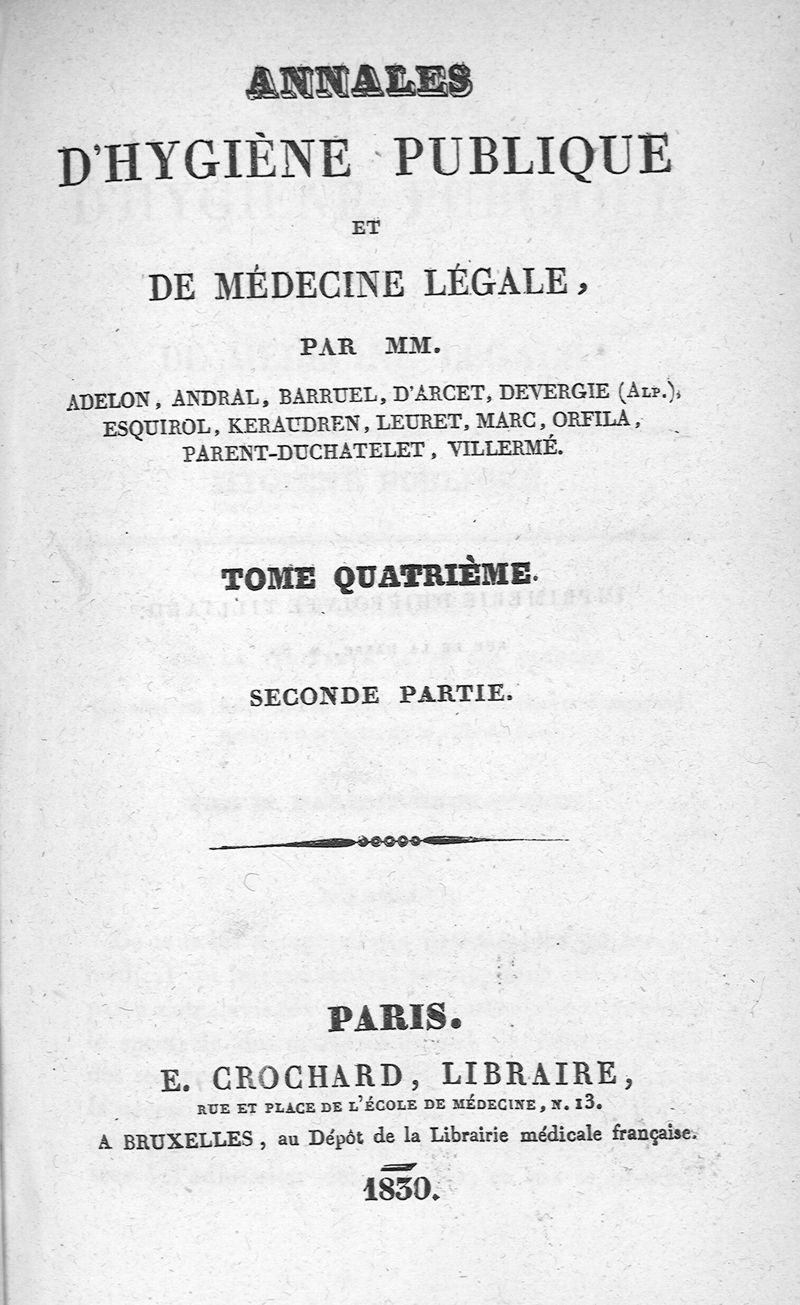 ANNALES
D'HYGIÈNE PUBLIQUE
ET
DE MÉDECINE LÉGALE,
PAR MM.
ADELON, ANDRAL, BARRUEL, D'ARCET, DEVERGIE (ALP.),
ESQUIROL, KERAUDREN, LEURET, MARC, ORFILA,
PARENT-DUCHATELET, VILLERMÉ.
TOME QUATRIÈME.
SECONDE PARTIE.
PARIS.
E. CROCHARD, LIBRAIRE,
RUE ET PLACE DE L'ÉCOLE DE MÉDECINE, N. 13.
A BRUXELLES, au Dépôt de la Librairie médicale française.
1830.